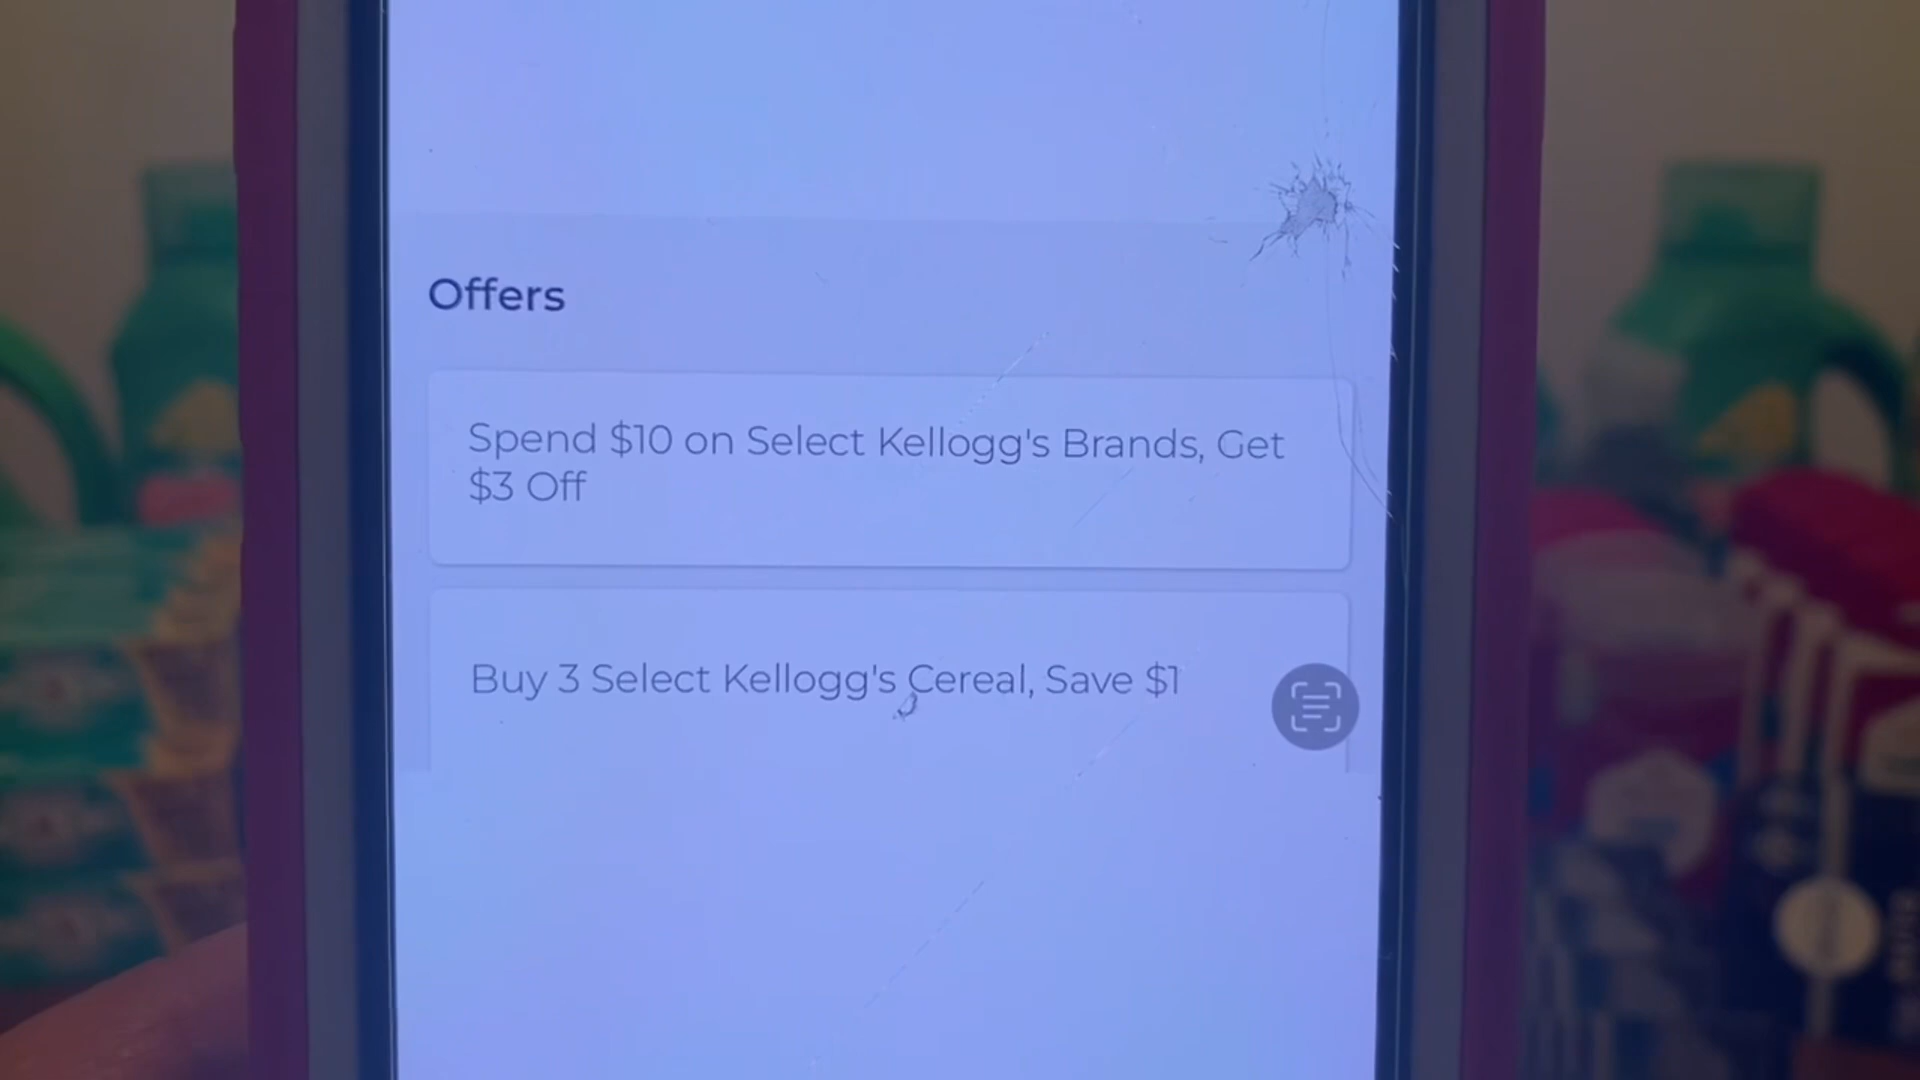 Offers
Spend $10 on Select Kellogg's Brands, Get
$3 Off
Buy 3 Select Kellogg's Cereal, Save $1